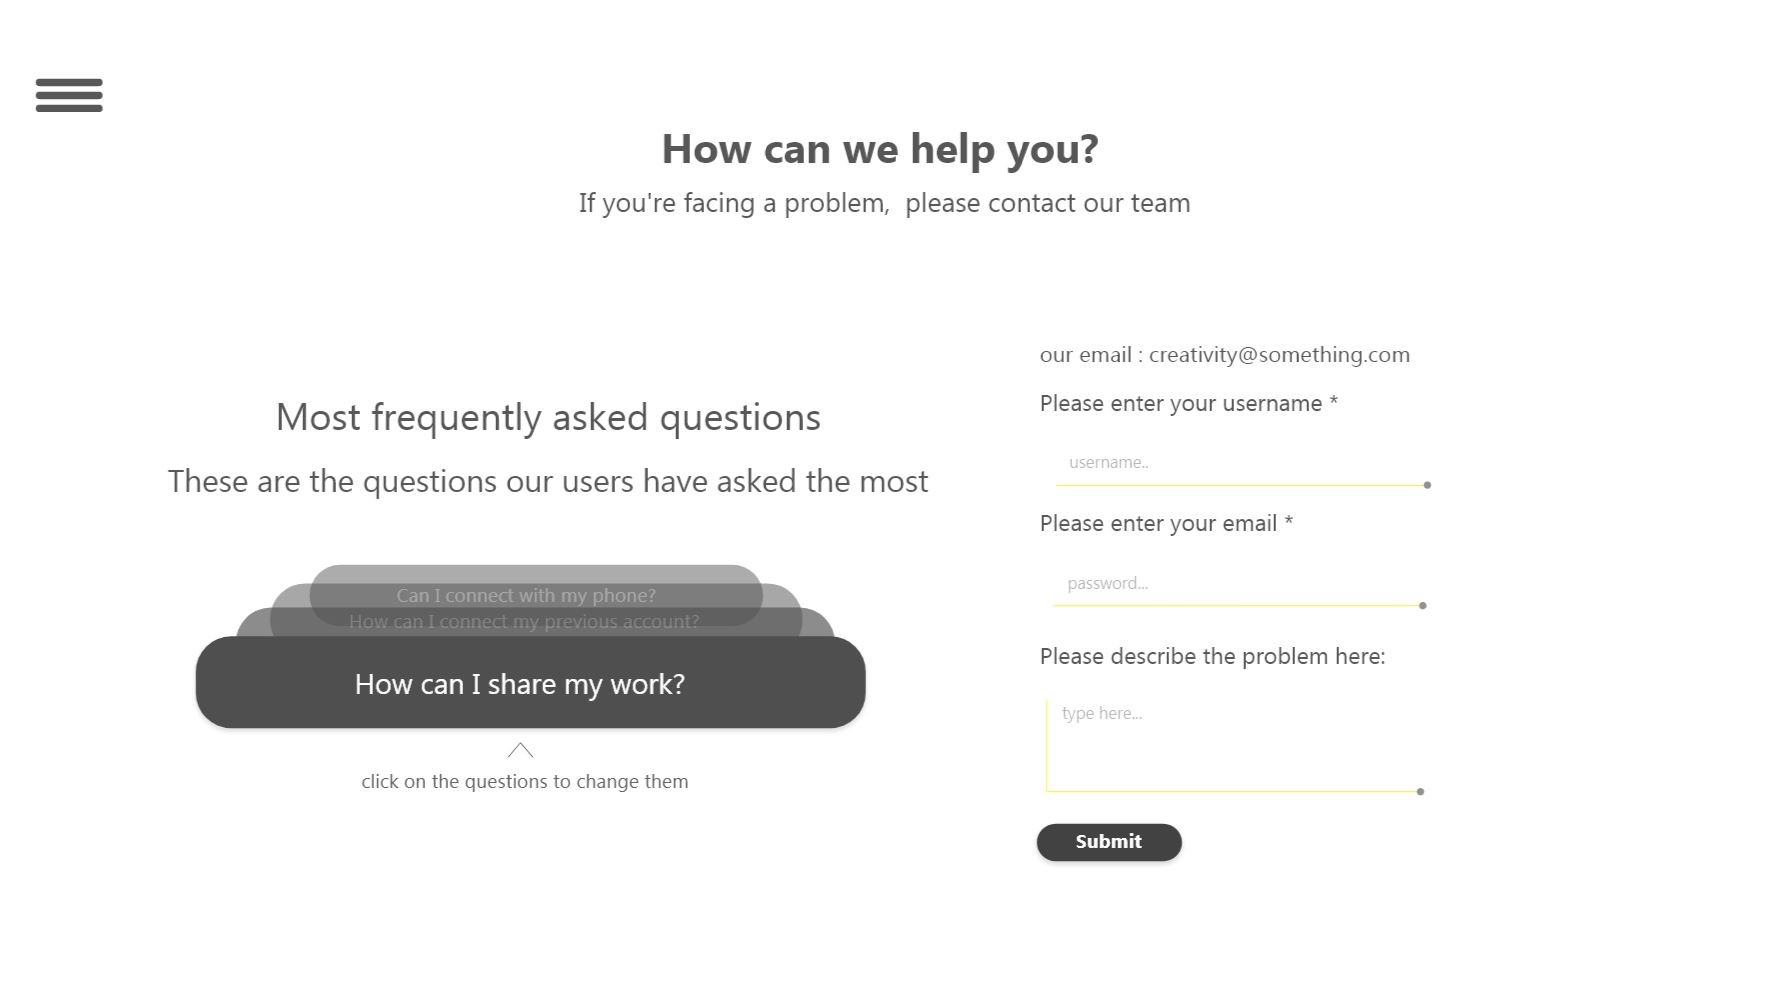 How can we help you?
If you're facing a problem,  please contact our team
Most frequently asked questions
These are the questions our users have asked the most
Can I connect with my phone?
How can I connect my previous account?
How can I share my work?
click on the questions to change them
our email : creativity@something.com
Please enter your username *
username..
Please enter your email *
password...
Please describe the problem here:
type here...
Submit